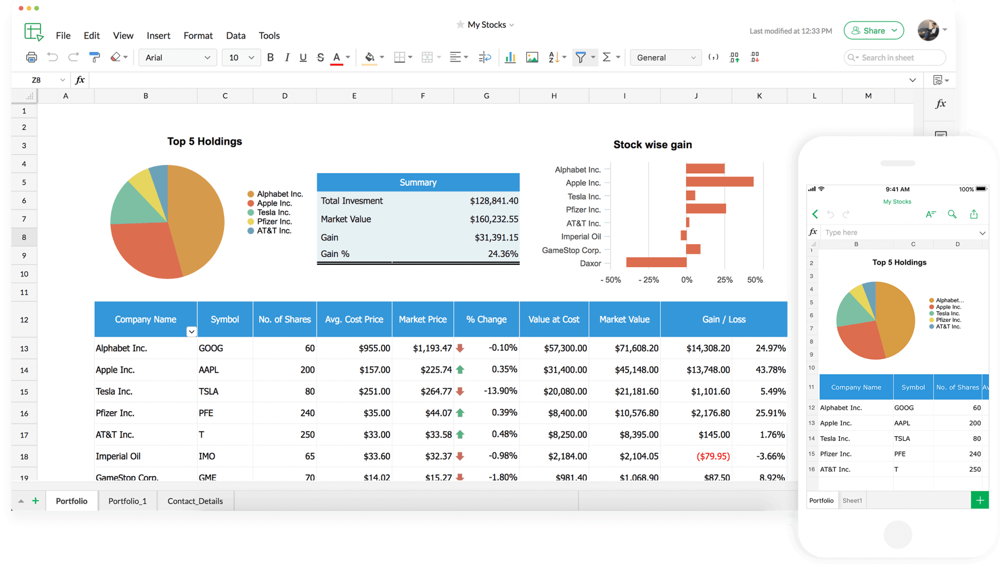 My Stocks
File Edit View Insert Format Data Tools
Last modified at 12:33 PM
Share
Arial 10 B I U S A A Z Σ General (,) .00 .00 Search in sheet
Z8 fx
A B C D E F G H I J K L M
fx
1
2
3
4
5
6
7
8
9
10
11
12
13
14
15
16
17
18
19
Top 5 Holdings
Alphabet Inc.
Apple Inc.
Tesla Inc.
Pfizer Inc.
AT&T Inc.
Summary
Total Invesment $128,841.40
Market Value $160,232.55
Gain $31,391.15
Gain % 24.36%
Stock wise gain
Alphabet Inc.
Apple Inc.
Tesla Inc.
Pfizer Inc.
AT&T Inc.
Imperial Oil
GameStop Corp.
Daxor
- 50% - 25% 0% 25% 50%
Company Name Symbol No. of Shares Avg. Cost Price Market Price % Change Value at Cost Market Value Gain / Loss
Alphabet Inc. GOOG 60 $955.00 $1,193.47 -0.10% $57,300.00 $71,608.20 $14,308.20 24.97%
Apple Inc. AAPL 200 $157.00 $225.74 0.35% $31,400.00 $45,148.00 $13,748.00 43.78%
Tesla Inc. TSLA 80 $251.00 $264.77 -13.90% $20,080.00 $21,181.60 $1,101.60 5.49%
Pfizer Inc. PFE 240 $35.00 $44.07 0.39% $8,400.00 $10,576.80 $2,176.80 25.91%
AT&T Inc. T 250 $33.00 $33.58 0.48% $8,250.00 $8,395.00 $145.00 1.76%
Imperial Oil IMO 65 $33.60 $32.37 -0.98% $2,184.00 $2,104.05 ($79.95) -3.66%
GameStop Corp. GME 70 $14.02 $15.27 -1.80% $981.40 $1,068.90 $87.50 8.92%
Portfolio Portfolio_1 Contact_Details
9:41 AM 100%
My Stocks
A
fx Type here
B C D
1
2
3
4
5
6
7
8
9
10
Top 5 Holdings
Alphabet...
Apple Inc.
Tesla Inc.
Pfizer Inc.
AT&T Inc.
11 Company Name Symbol No. of Shares Av
12 Alphabet Inc. GOOG 60
13 Apple Inc. AAPL 200
14 Tesla Inc. TSLA 80
15 Pfizer Inc. PFE 240
16 AT&T Inc. T 250
Portfolio Sheet1